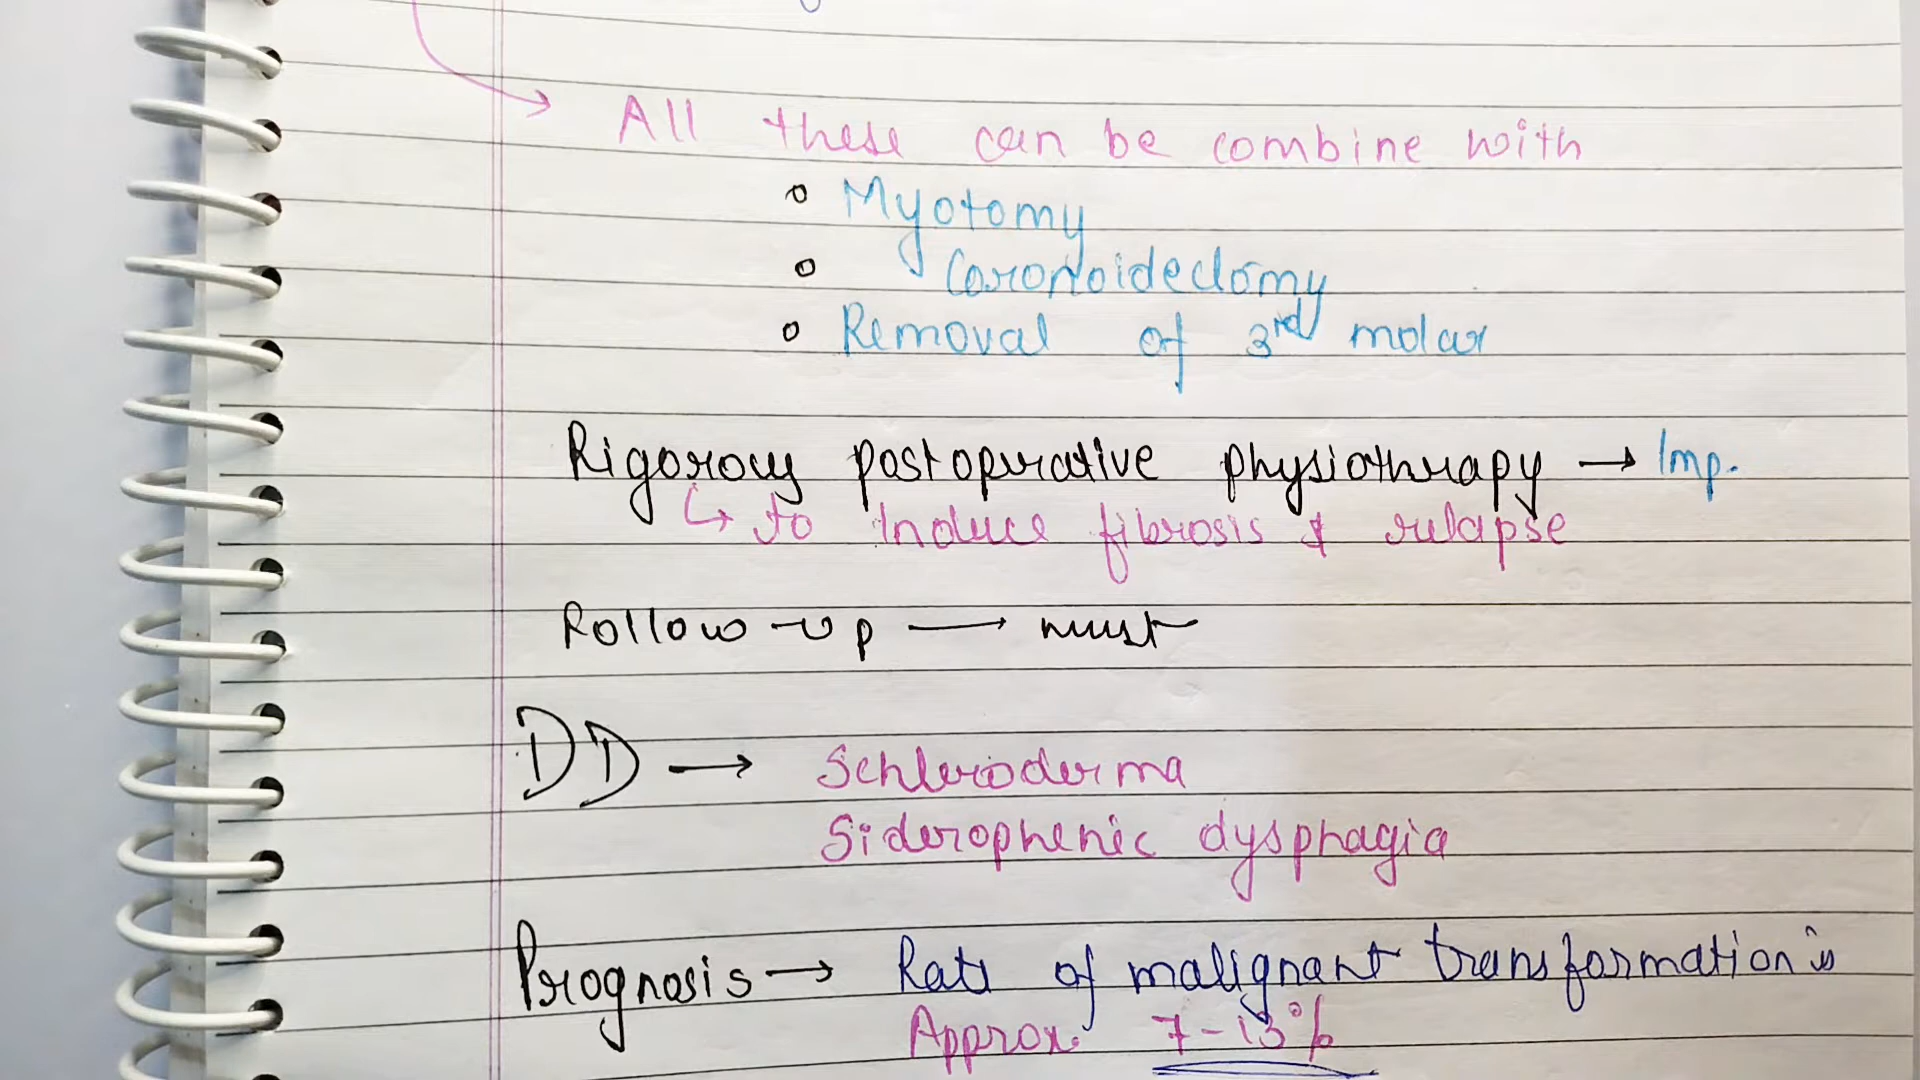 All these can be combine with
o Myotomy
o Coronoidectomy
o Removal of 3rd molar
Rigorous postoperative physiotherapy → Imp.
↳ to Induce fibrosis & relapse
Follow-up → must
DD → Schleroderma
Siderophenic dysphagia
Prognosis → Rate of malignant transformation is
Approx. 7-13%